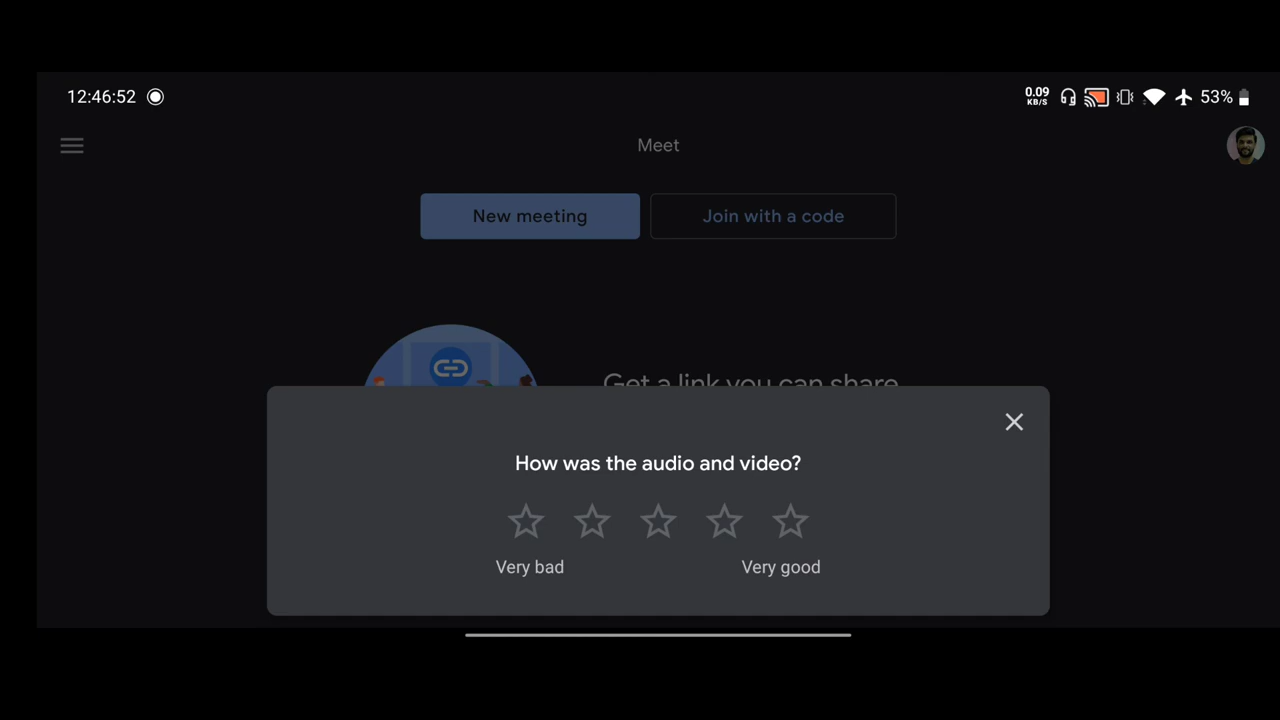 12:46:52
0.09
KB/S
53%
Meet
New meeting
Join with a code
Get a link you can share
How was the audio and video?
Very bad
Very good